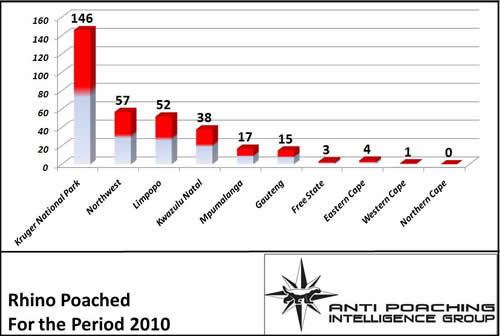 160
140
120
100
80
60
40
20
0
146
57
52
38
17
15
3
4
1
0
Kruger National Park
Northwest
Limpopo
Kwazulu Natal
Mpumalanga
Gauteng
Free State
Eastern Cape
Western Cape
Northern Cape
Rhino Poached
For the Period 2010
ANTI POACHING
INTELLIGENCE GROUP